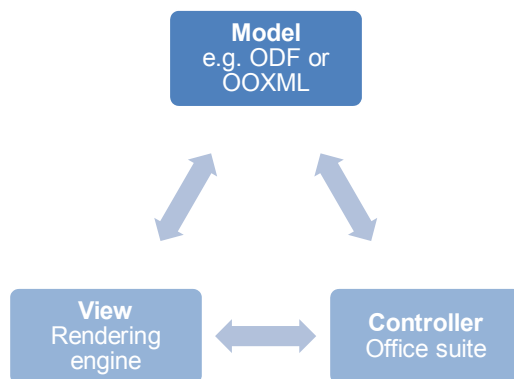 Model
e.g. ODF or
OOXML
View
Rendering
engine
Controller
Office suite